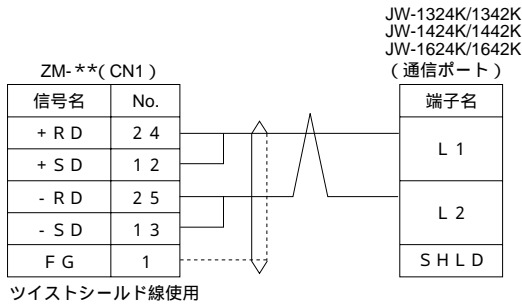 JW-1324K/1342K
JW-1424K/1442K
JW-1624K/1642K
ZM-**(CN1)
(通信ポート)
信号名 No. 端子名
+RD 24
+SD 12
L1
-RD 25
-SD 13
L2
FG 1 SHLD
ツイストシールド線使用